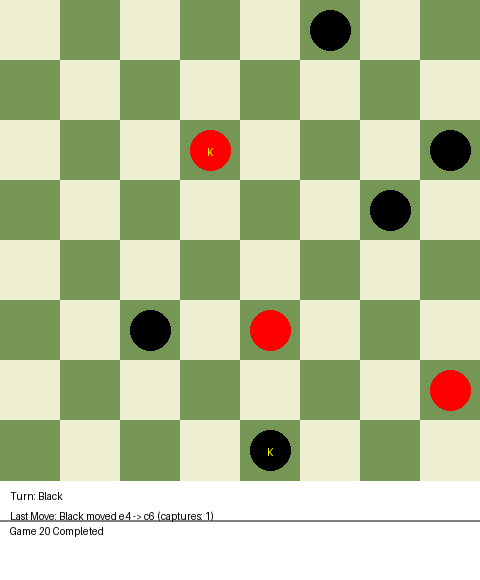 K
K
Turn: Black
Last Move: Black moved e4 -> c6 (captures: 1)
Game 20 Completed